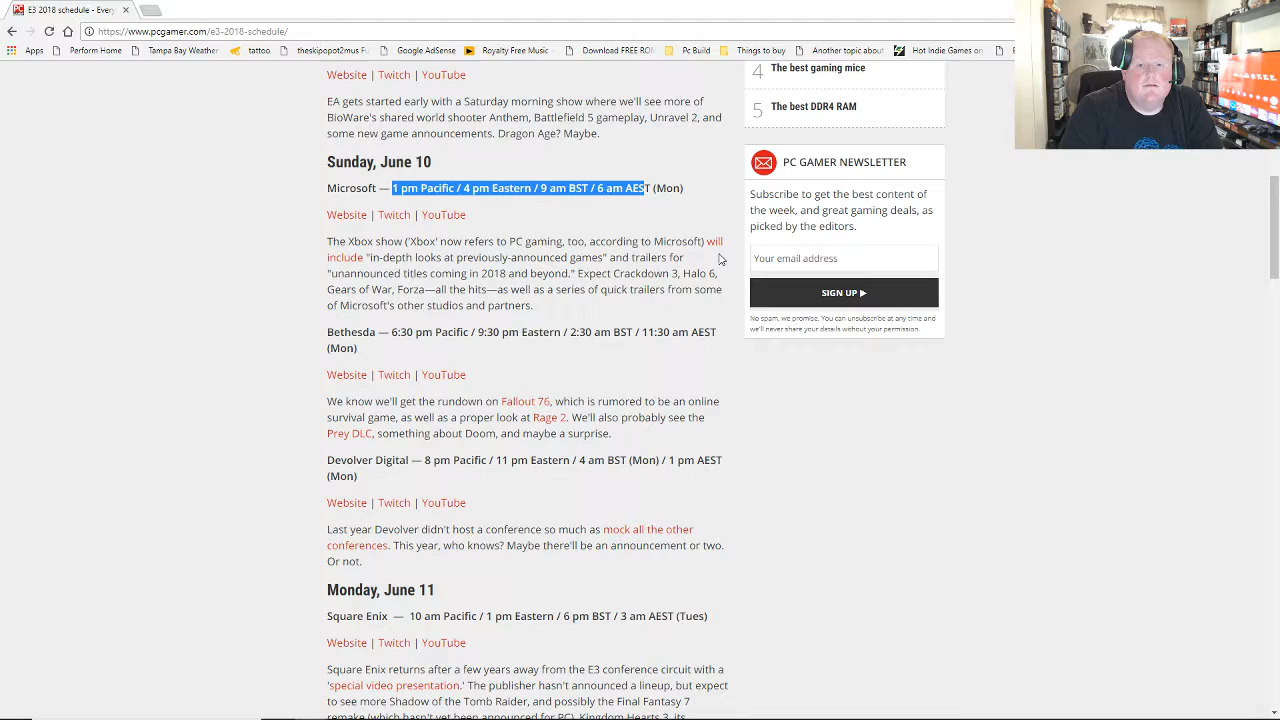 E3 2018 schedule - Every
https://www.pcgamer.com/e3-2018-schedule/
Apps Perform Home Tampa Bay Weather tattoo theskipopot2mus Fu Google AdSense Royalty Free Music Download FREE ROM Pc Build Things to buy Another topic about Hot Indie Games on
Website | Twitch | YouTube
EA gets started early with a Saturday morning show where we'll see more of
BioWare's shared world shooter Anthem, Battlefield 5 gameplay, Unravel 2, and
some new game announcements. Dragon Age? Maybe.
Sunday, June 10
Microsoft — 1 pm Pacific / 4 pm Eastern / 9 am BST / 6 am AEST (Mon)
Website | Twitch | YouTube
The Xbox show ('Xbox' now refers to PC gaming, too, according to Microsoft) will
include "in-depth looks at previously-announced games" and trailers for
"unannounced titles coming in 2018 and beyond." Expect Crackdown 3, Halo 6,
Gears of War, Forza—all the hits—as well as a series of quick trailers from some
of Microsoft's other studios and partners.
Bethesda — 6:30 pm Pacific / 9:30 pm Eastern / 2:30 am BST / 11:30 am AEST
(Mon)
Website | Twitch | YouTube
We know we'll get the rundown on Fallout 76, which is rumored to be an online
survival game, as well as a proper look at Rage 2. We'll also probably see the
Prey DLC, something about Doom, and maybe a surprise.
Devolver Digital — 8 pm Pacific / 11 pm Eastern / 4 am BST (Mon) / 1 pm AEST
(Mon)
Website | Twitch | YouTube
Last year Devolver didn't host a conference so much as mock all the other
conferences. This year, who knows? Maybe there'll be an announcement or two.
Or not.
Monday, June 11
Square Enix — 10 am Pacific / 1 pm Eastern / 6 pm BST / 3 am AEST (Tues)
Website | Twitch | YouTube
Square Enix returns after a few years away from the E3 conference circuit with a
'special video presentation.' The publisher hasn't announced a lineup, but expect
to see more Shadow of the Tomb Raider, and possibly the Final Fantasy 7
remake (which hasn't yet been announced for PC), Kingdom Hearts 3, its
4 The best gaming mice
5 The best DDR4 RAM
PC GAMER NEWSLETTER
Subscribe to get the best content of
the week, and great gaming deals, as
picked by the editors.
Your email address
SIGN UP ▶
No spam, we promise. You can unsubscribe at any time and
we'll never share your details without your permission.